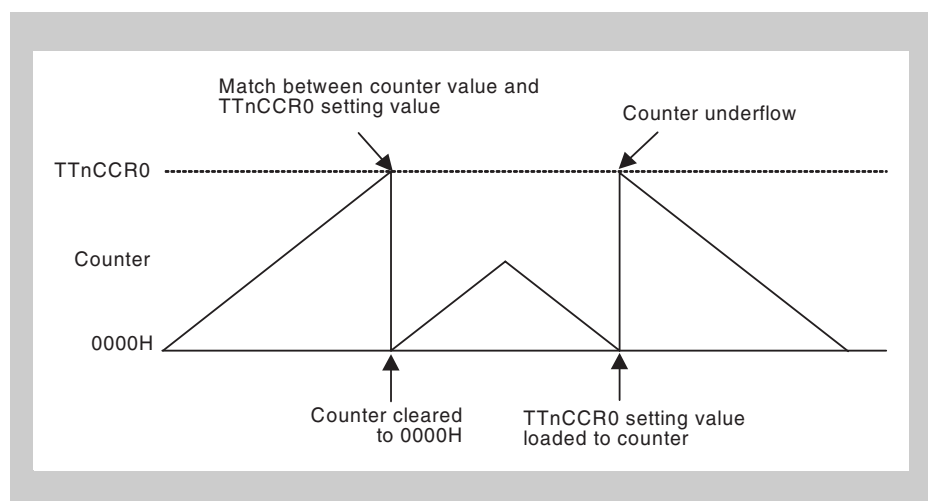 Match between counter value and
TTnCCR0 setting value
Counter underflow
TTnCCR0
Counter
0000H
Counter cleared
to 0000H
TTnCCR0 setting value
loaded to counter